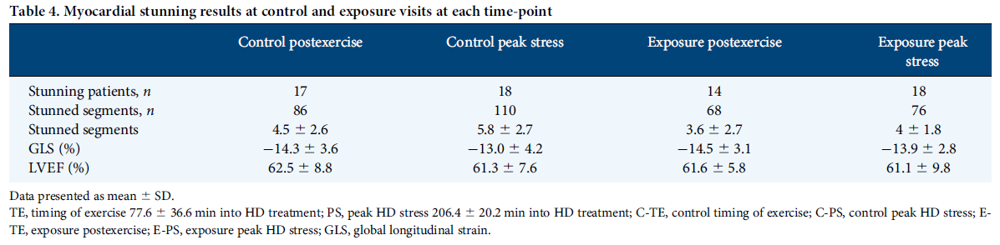 Table 4. Myocardial stunning results at control and exposure visits at each time-point
Control postexercise Control peak stress Exposure postexercise Exposure peak stress
Stunning patients, n 17 18 14 18
Stunned segments, n 86 110 68 76
Stunned segments 4.5 ± 2.6 5.8 ± 2.7 3.6 ± 2.7 4 ± 1.8
GLS (%) −14.3 ± 3.6 −13.0 ± 4.2 −14.5 ± 3.1 −13.9 ± 2.8
LVEF (%) 62.5 ± 8.8 61.3 ± 7.6 61.6 ± 5.8 61.1 ± 9.8
Data presented as mean ± SD.
TE, timing of exercise 77.6 ± 36.6 min into HD treatment; PS, peak HD stress 206.4 ± 20.2 min into HD treatment; C-TE, control timing of exercise; C-PS, control peak HD stress; E-
TE, exposure postexercise; E-PS, exposure peak HD stress; GLS, global longitudinal strain.